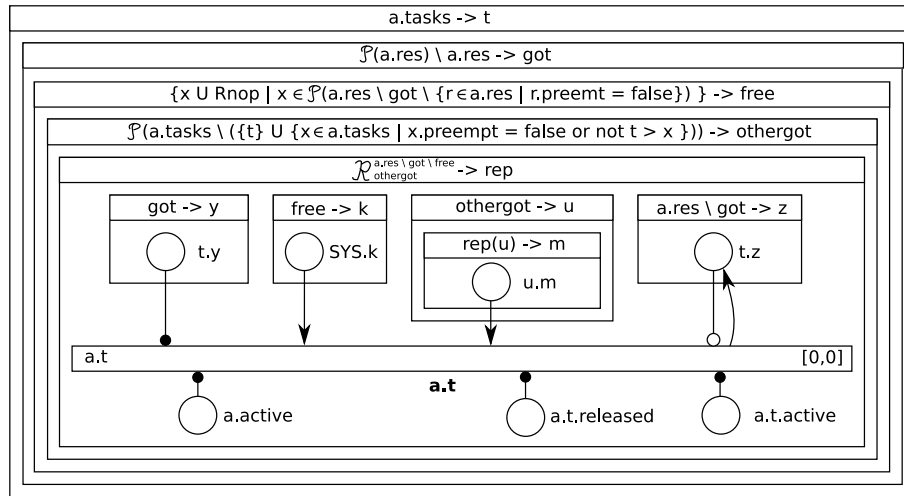 a.tasks -> t
𝒫(a.res) \ a.res -> got
{x U Rnop | x ∈ 𝒫(a.res \ got \ {r∈a.res | r.preemt = false}) } -> free
𝒫(a.tasks \ ({t} U {x∈a.tasks | x.preempt = false or not t > x })) -> othergot
ℛ a.res \ got \ free othergot -> rep
got -> y free -> k othergot -> u a.res \ got -> z
rep(u) -> m
t.y SYS.k u.m t.z
a.t [0,0]
a.t
a.active a.t.released a.t.active